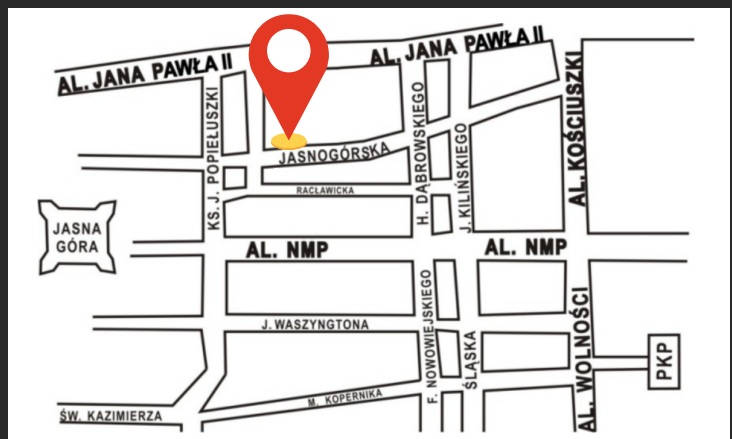 AL. JANA PAWŁA II
AL. JANA PAWŁA II
KS. J. POPIEŁUSZKI
JASNOGÓRSKA
H. DĄBROWSKIEGO
J. KILIŃSKIEGO
AL. KOŚCIUSZKI
RACŁAWICKA
JASNA
GÓRA
AL. NMP
AL. NMP
J. WASZYNGTONA
F. NOWOWIEJSKIEGO
ŚLĄSKA
AL. WOLNOŚCI
PKP
M. KOPERNIKA
ŚW. KAZIMIERZA